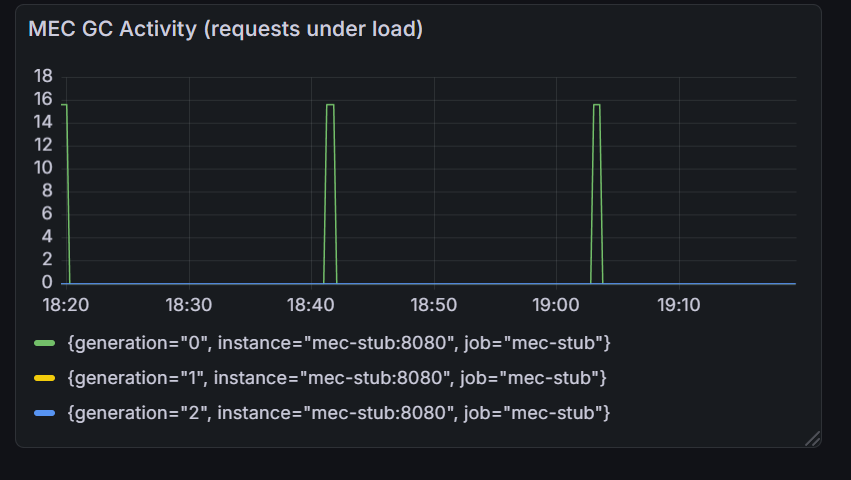 MEC GC Activity (requests under load)
18
16
14
12
10
8
6
4
2
0
18:20 18:30 18:40 18:50 19:00 19:10
{generation="0", instance="mec-stub:8080", job="mec-stub"}
{generation="1", instance="mec-stub:8080", job="mec-stub"}
{generation="2", instance="mec-stub:8080", job="mec-stub"}